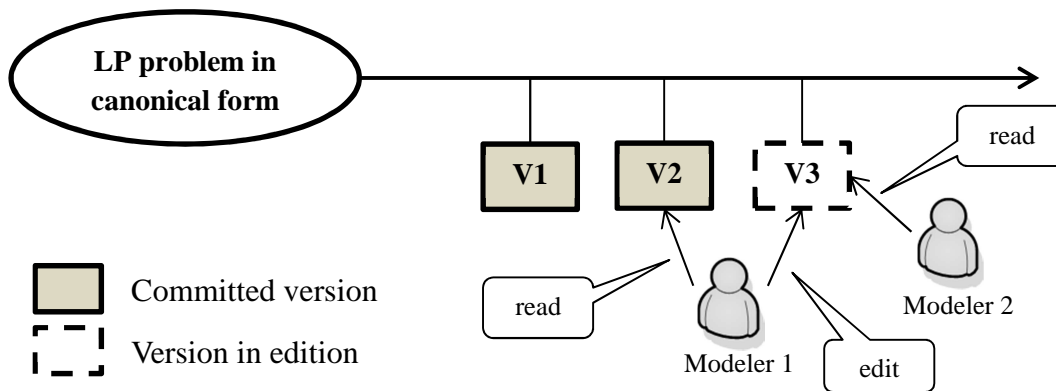 LP problem in
canonical form
V1
V2
V3
read
read
edit
Modeler 1
Modeler 2
Committed version
Version in edition